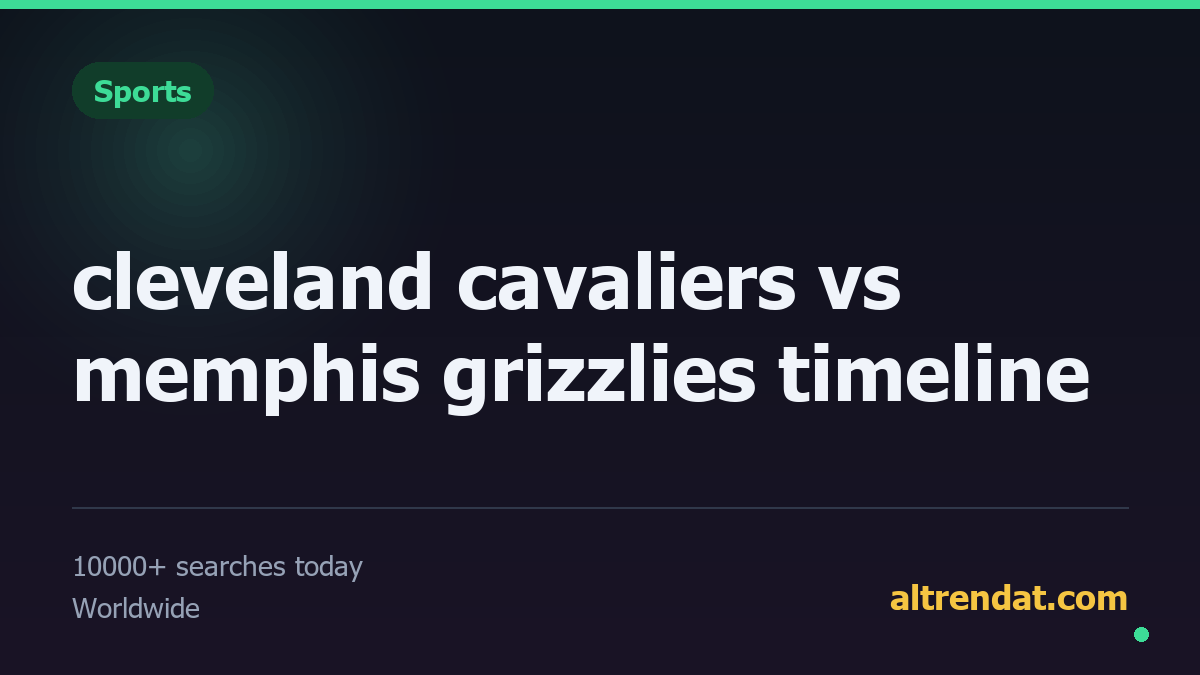 Sports
cleveland cavaliers vs
memphis grizzlies timeline
10000+ searches today
Worldwide
altrendat.com